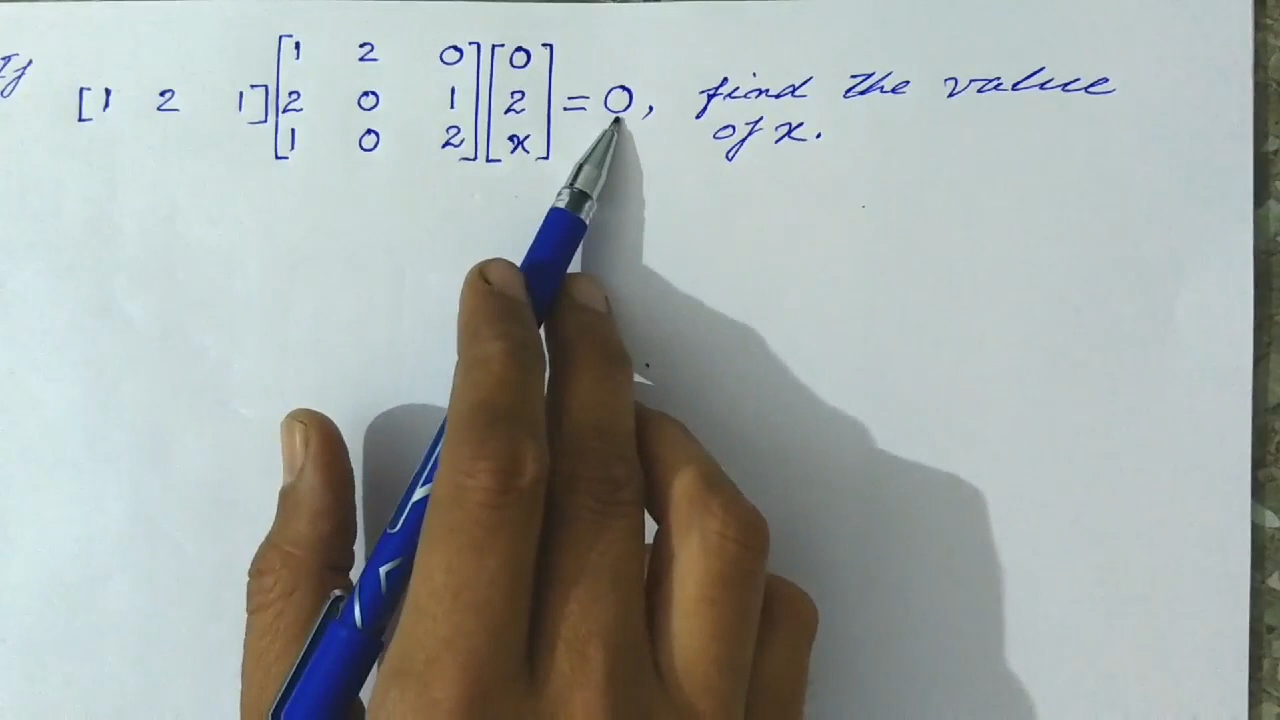 If [1 2 1] [1 2 0 [0
2 0 1 2
1 0 2] x] = 0, find the value
of x.